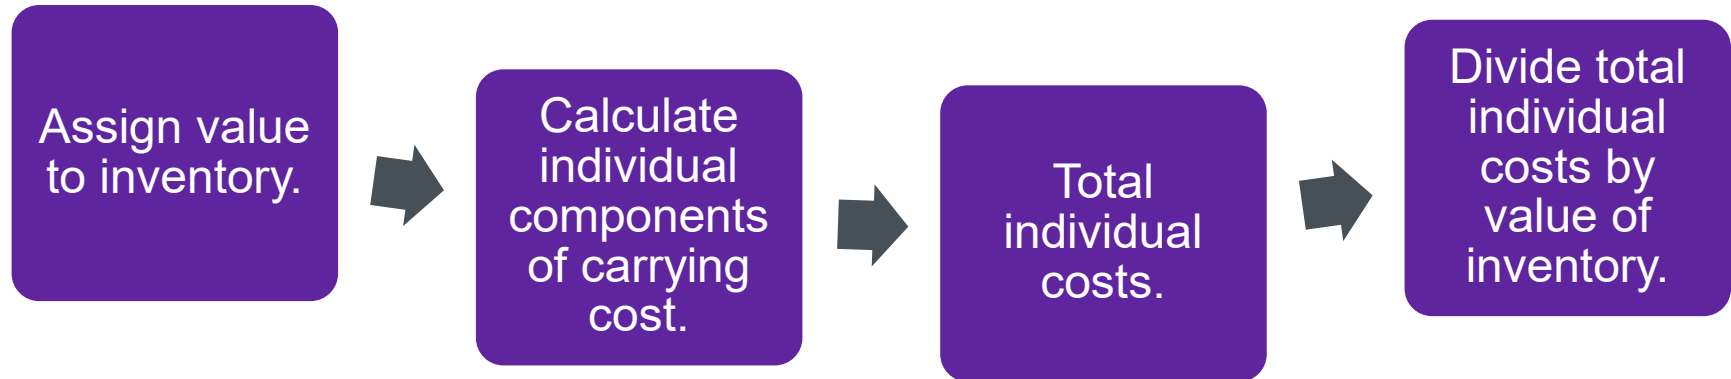 Assign value
to inventory.
Calculate
individual
components
of carrying
cost.
Total
individual
costs.
Divide total
individual
costs by
value of
inventory.